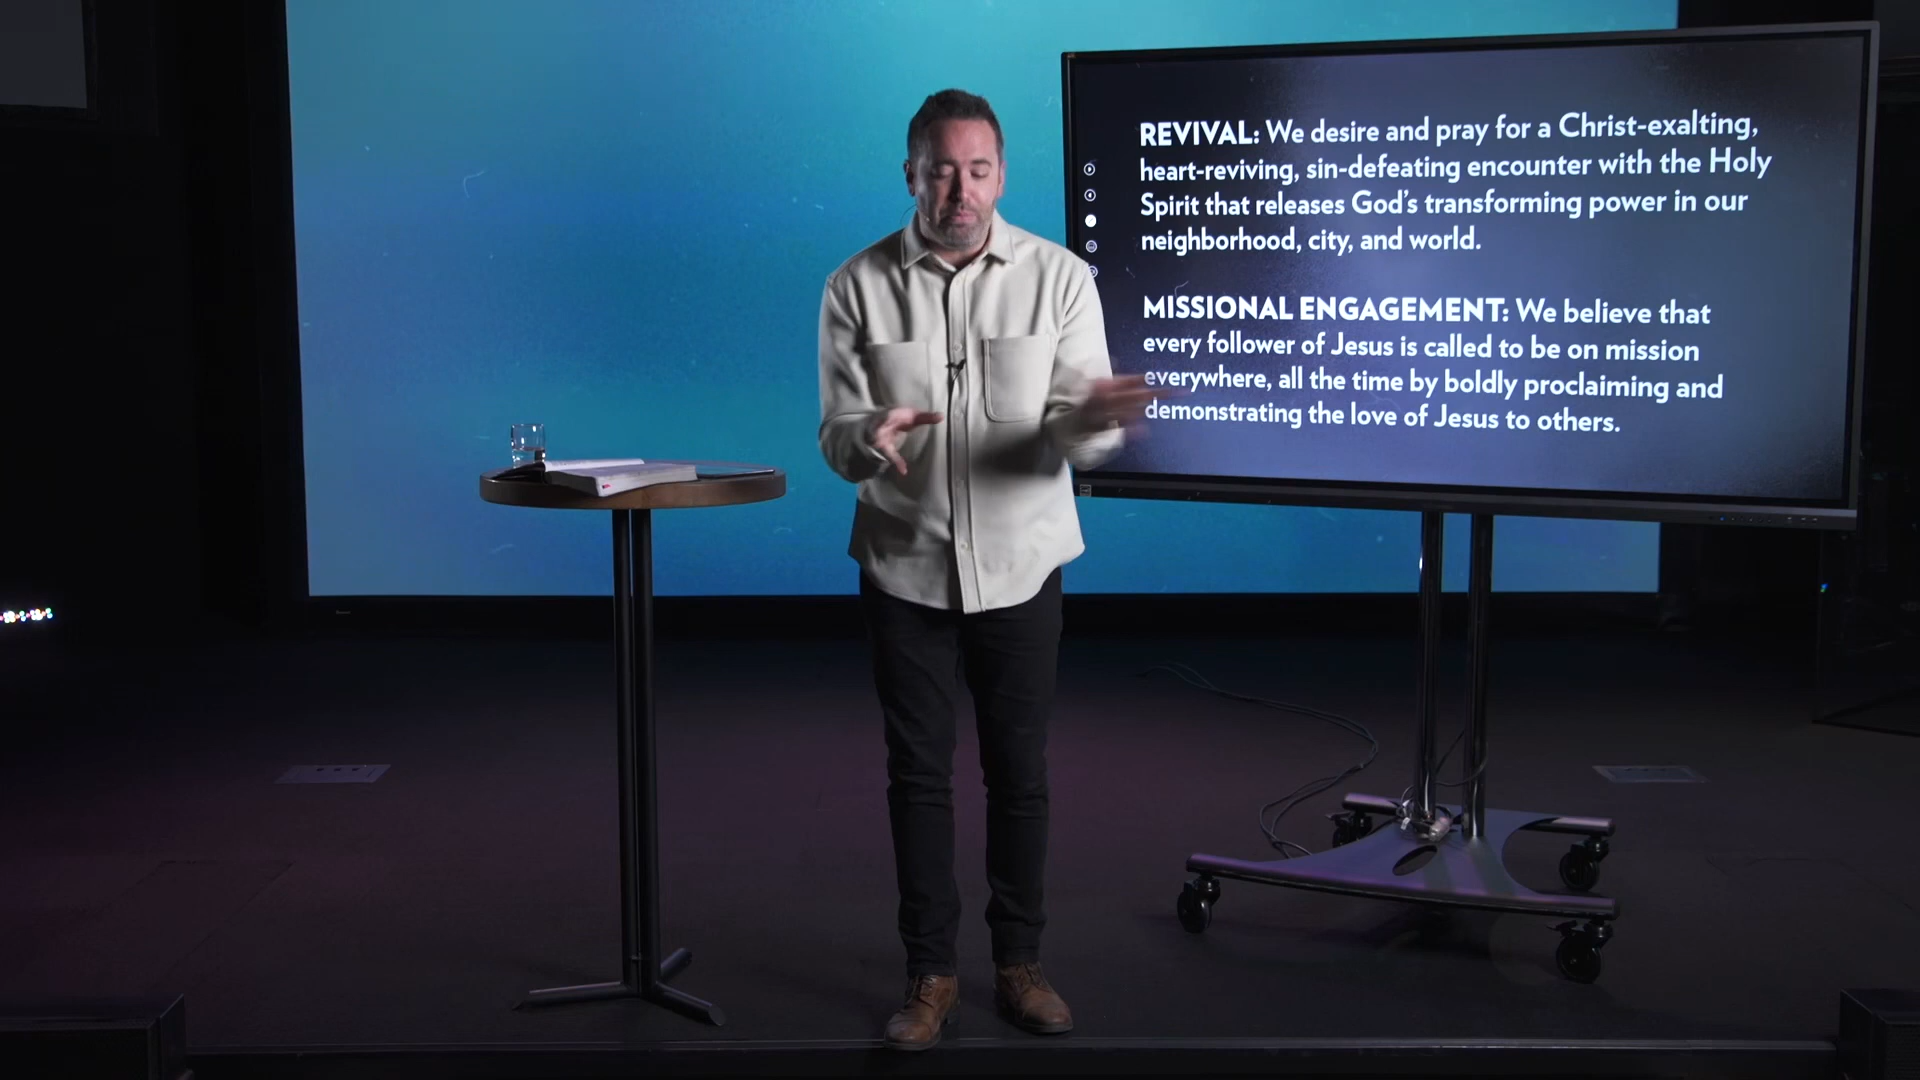 REVIVAL: We desire and pray for a Christ-exalting,
heart-reviving, sin-defeating encounter with the Holy
Spirit that releases God's transforming power in our
neighborhood, city, and world.
MISSIONAL ENGAGEMENT: We believe that
every follower of Jesus is called to be on mission
everywhere, all the time by boldly proclaiming and
demonstrating the love of Jesus to others.